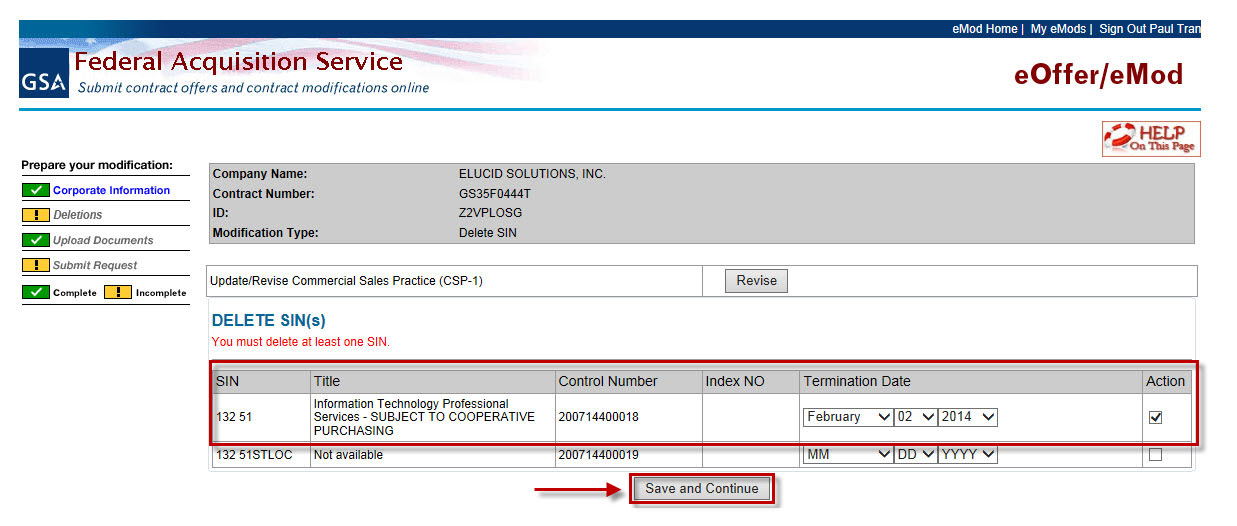 eMod Home | My eMods | Sign Out Paul Tran
GSA
Federal Acquisition Service
Submit contract offers and contract modifications online
eOffer/eMod
HELP
On This Page
Prepare your modification:
Corporate Information
! Deletions
Upload Documents
! Submit Request
Complete ! Incomplete
Company Name: ELUCID SOLUTIONS, INC.
Contract Number: GS35F0444T
ID: Z2VPLOSG
Modification Type: Delete SIN
Update/Revise Commercial Sales Practice (CSP-1) Revise
DELETE SIN(s)
You must delete at least one SIN.
SIN Title Control Number Index NO Termination Date Action
Information Technology Professional
132 51 Services - SUBJECT TO COOPERATIVE 200714400018 February 02 2014
PURCHASING
132 51STLOC Not available 200714400019 MM DD YYYY
Save and Continue